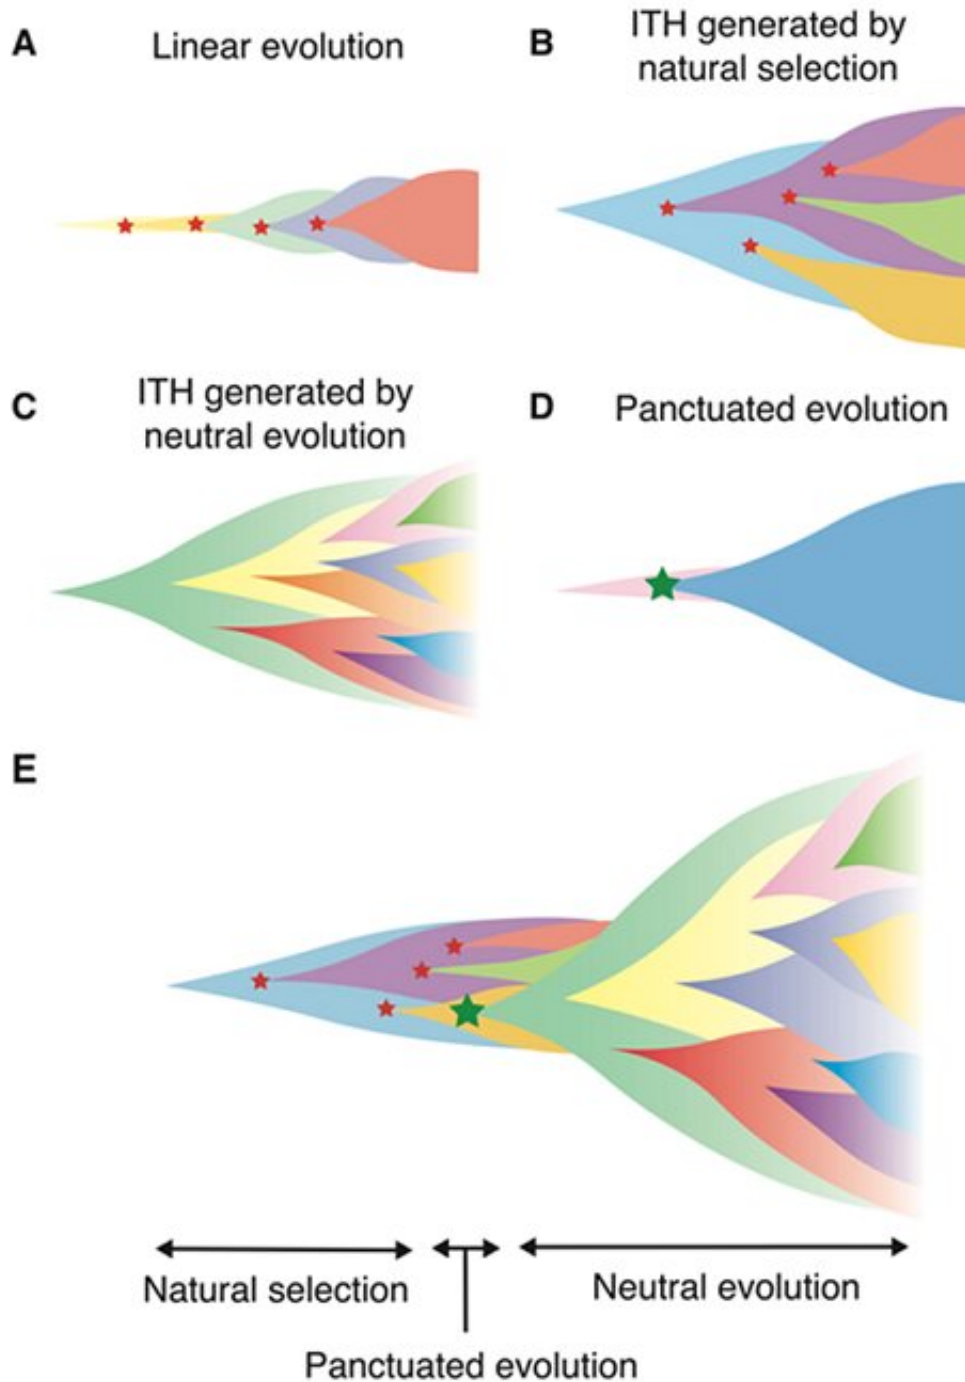 A
Linear evolution
B
ITH generated by
natural selection
C
ITH generated by
neutral evolution
D
Panctuated evolution
E
Natural selection
Neutral evolution
Panctuated evolution